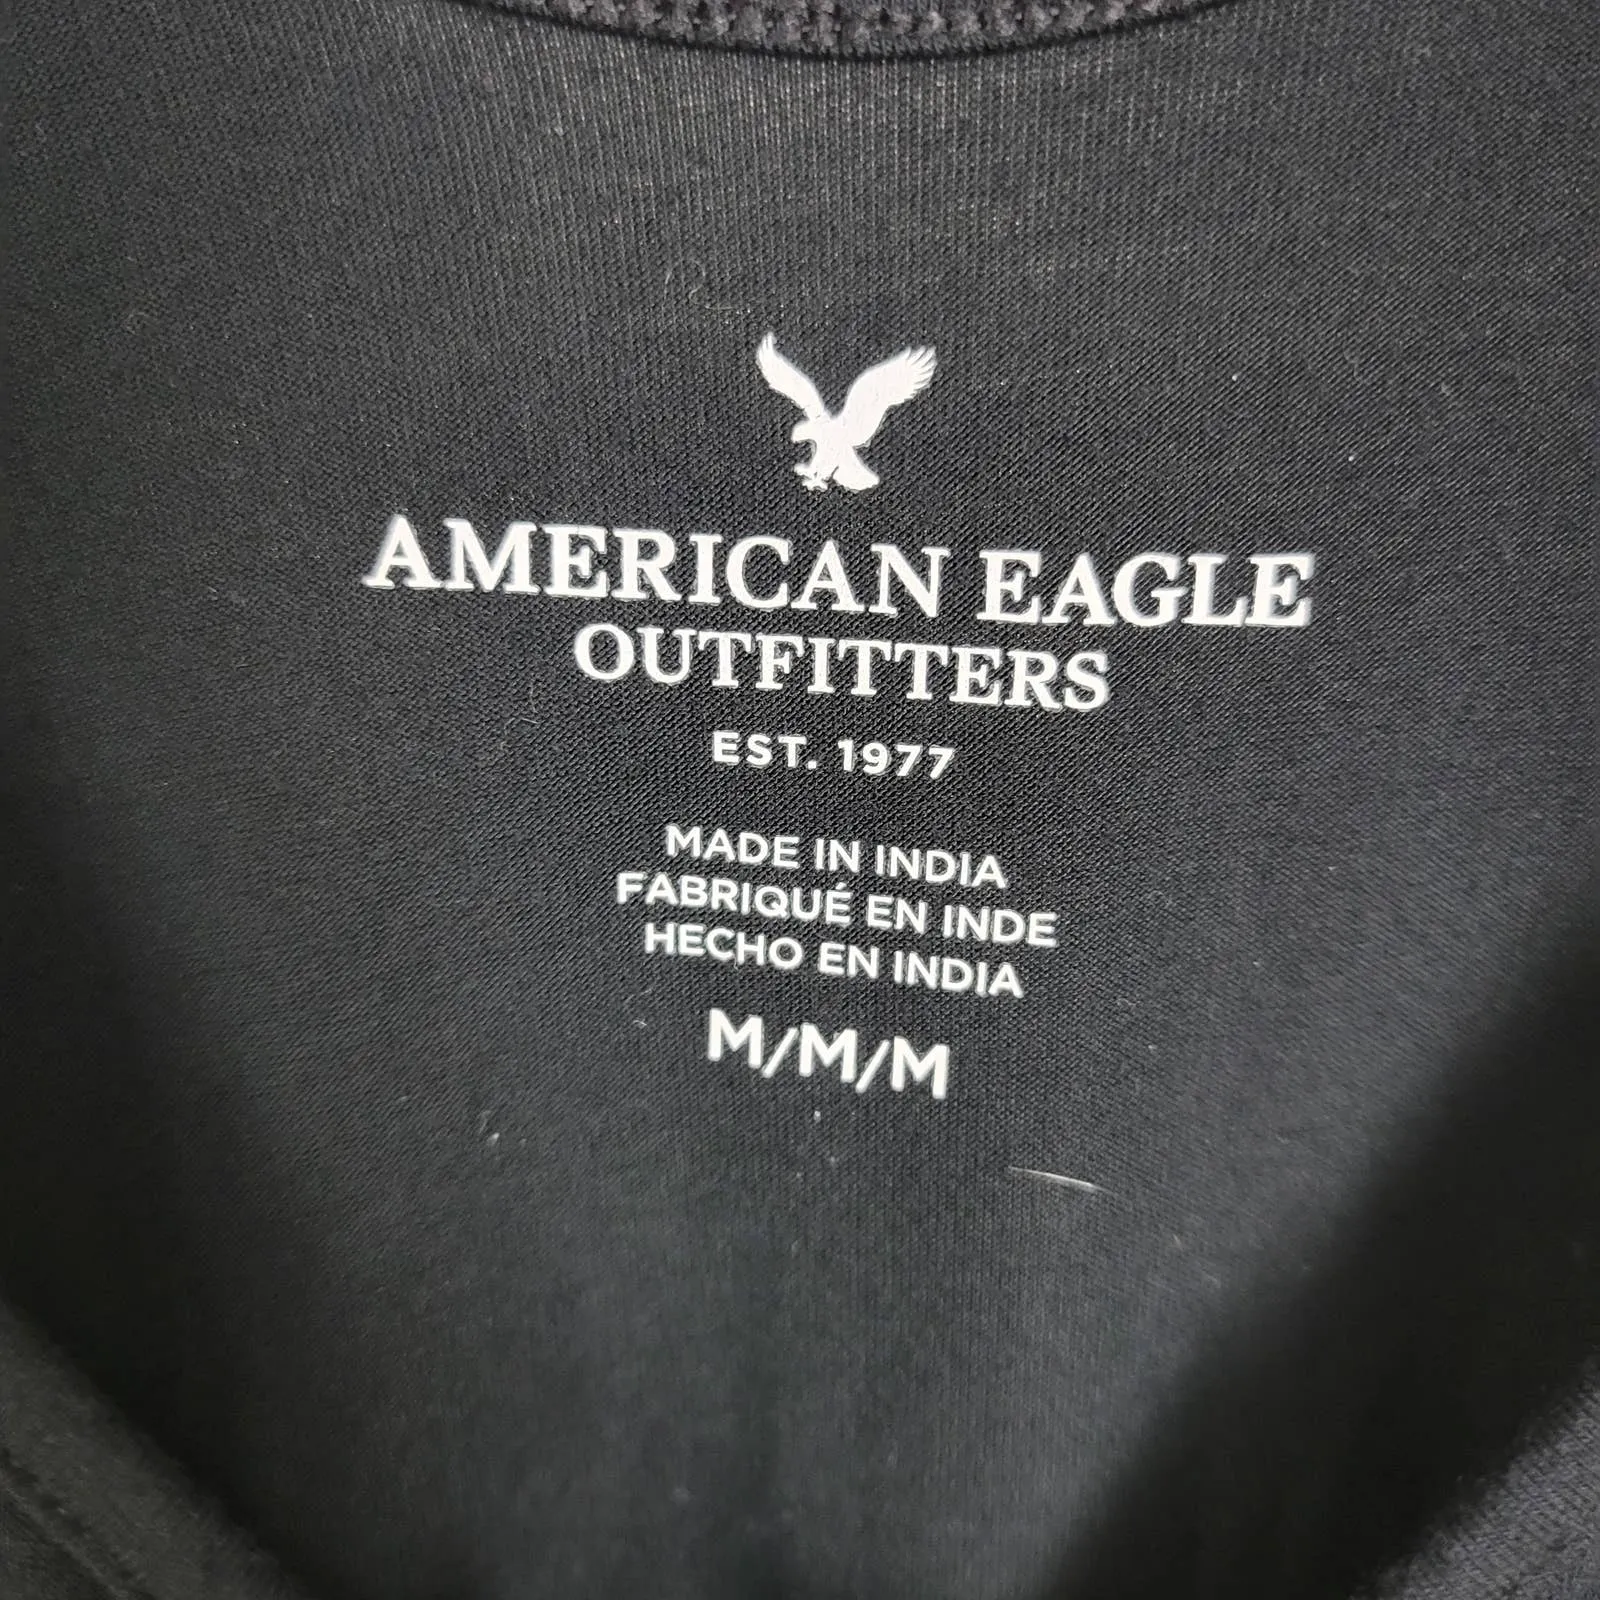 AMERICAN EAGLE
OUTFITTERS
EST. 1977
MADE IN INDIA
FABRIQUÉ EN INDE
HECHO EN INDIA
M/M/M